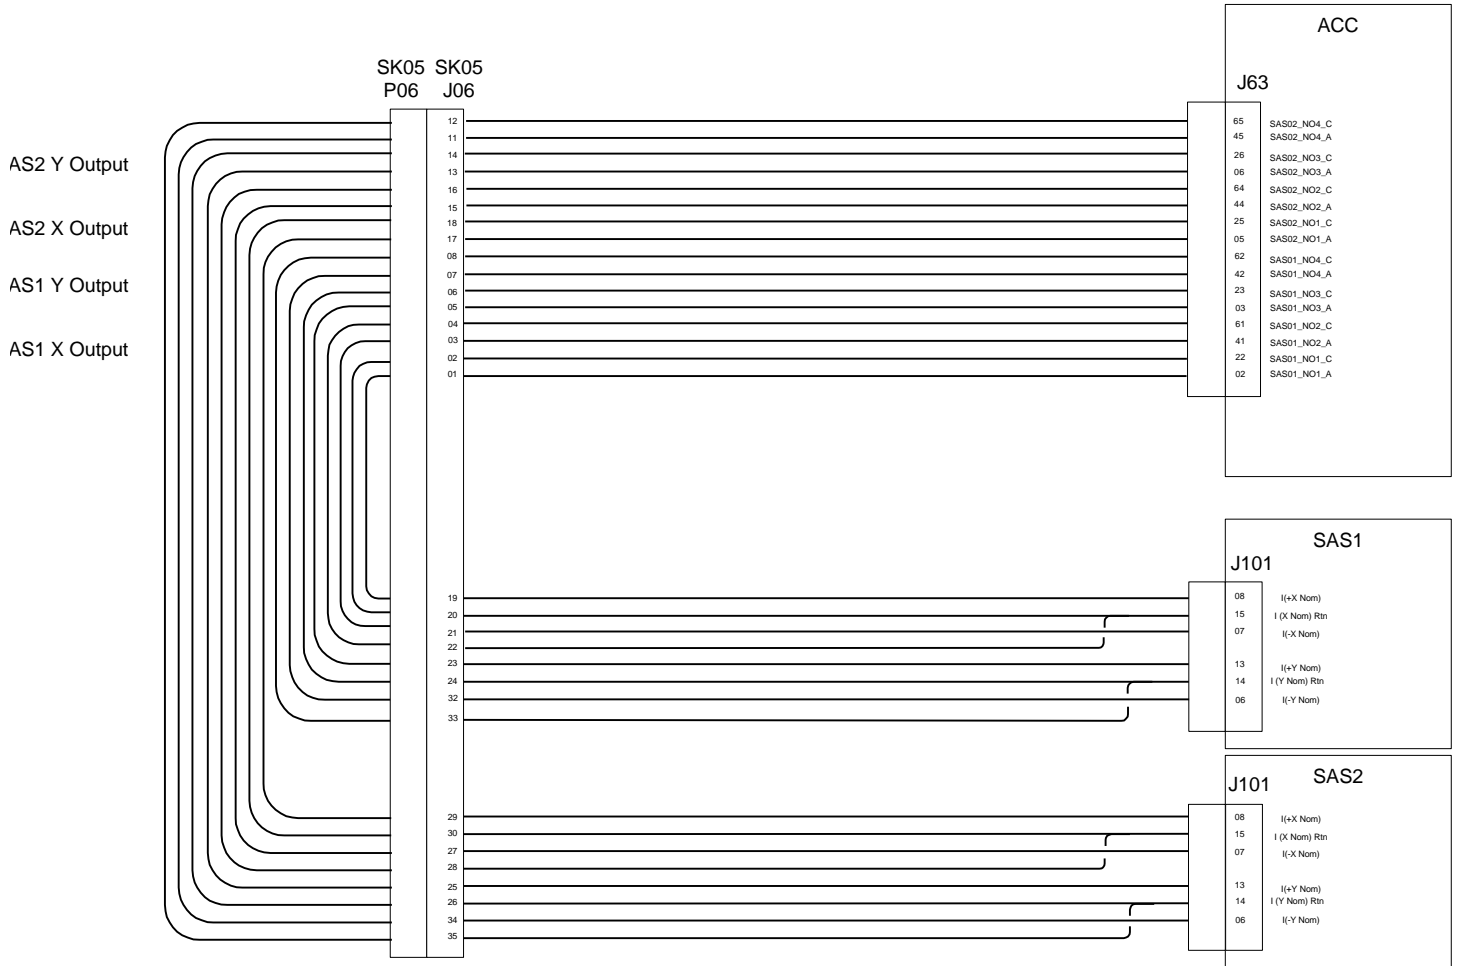 ACC
SK05 SK05
P06 J06
J63
12
11
14
13
16
15
18
17
08
07
06
05
04
03
02
01
65 SAS02_NO4_C
45 SAS02_NO4_A
26 SAS02_NO3_C
06 SAS02_NO3_A
64 SAS02_NO2_C
44 SAS02_NO2_A
25 SAS02_NO1_C
05 SAS02_NO1_A
62 SAS01_NO4_C
42 SAS01_NO4_A
23 SAS01_NO3_C
03 SAS01_NO3_A
61 SAS01_NO2_C
41 SAS01_NO2_A
22 SAS01_NO1_C
02 SAS01_NO1_A
AS2 Y Output
AS2 X Output
AS1 Y Output
AS1 X Output
SAS1
J101
19
20
21
22
23
24
32
33
08 I(+X Nom)
15 I (X Nom) Rtn
07 I(-X Nom)
13 I(+Y Nom)
14 I (Y Nom) Rtn
06 I(-Y Nom)
SAS2
J101
29
30
27
28
25
26
34
35
08 I(+X Nom)
15 I (X Nom) Rtn
07 I(-X Nom)
13 I(+Y Nom)
14 I (Y Nom) Rtn
06 I(-Y Nom)